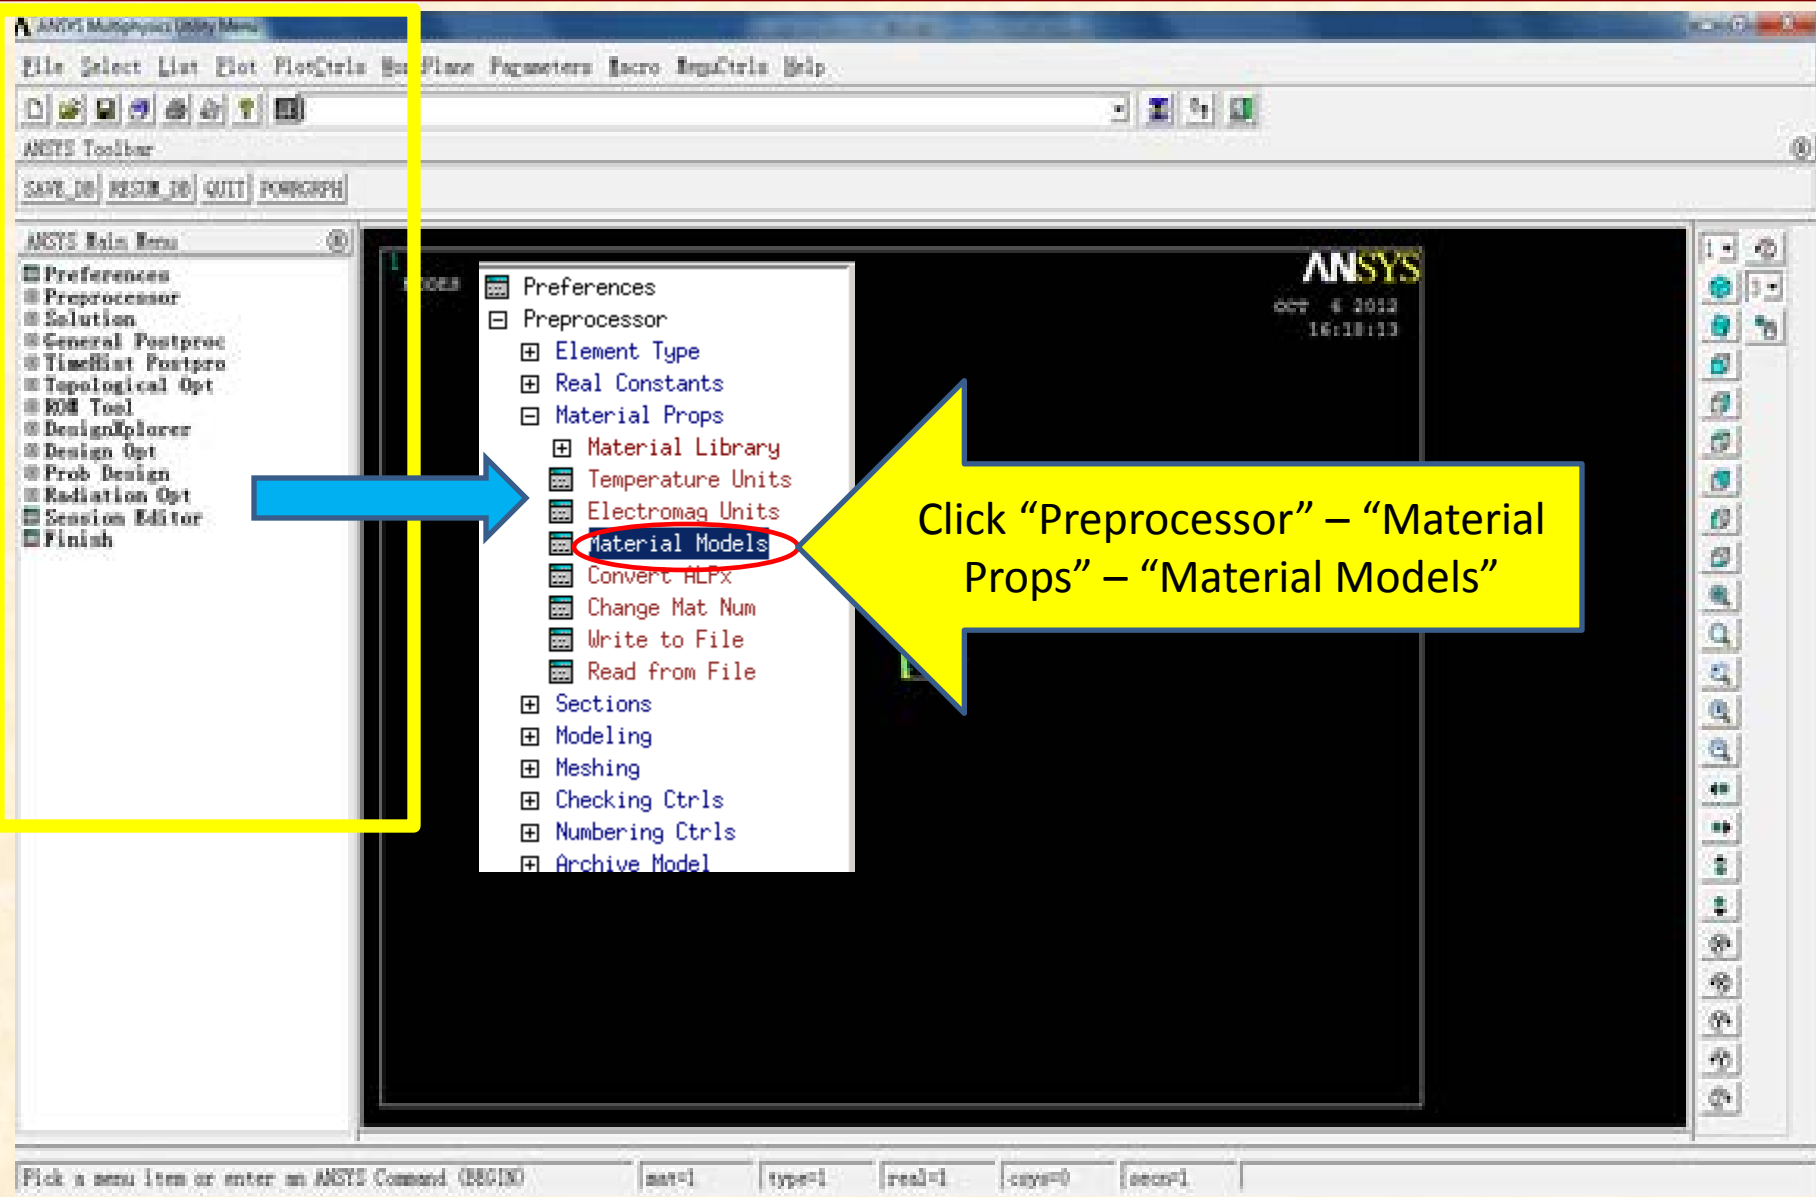 ANSYS Multiphysics Utility Menu
File Select List Plot PlotCtrls WorkPlane Parameters Macro MenuCtrls Help
ANSYS Toolbar
SAVE_DB RESUM_DB QUIT POWRGRPH
ANSYS Main Menu
Preferences
Preprocessor
Solution
General Postproc
TimeHist Postpro
Topological Opt
ROM Tool
DesignXplorer
Design Opt
Prob Design
Radiation Opt
Session Editor
Finish
1
NODES
ANSYS
OCT 6 2012
16:18:13
Preferences
Preprocessor
Element Type
Real Constants
Material Props
Material Library
Temperature Units
Electromag Units
Material Models
Convert ALPx
Change Mat Num
Write to File
Read from File
Sections
Modeling
Meshing
Checking Ctrls
Numbering Ctrls
Archive Model
Click “Preprocessor” – “Material
Props” – “Material Models”
1
3
Pick a menu item or enter an ANSYS Command (BEGIN)
mat=1
type=1
real=1
csys=0
secn=1